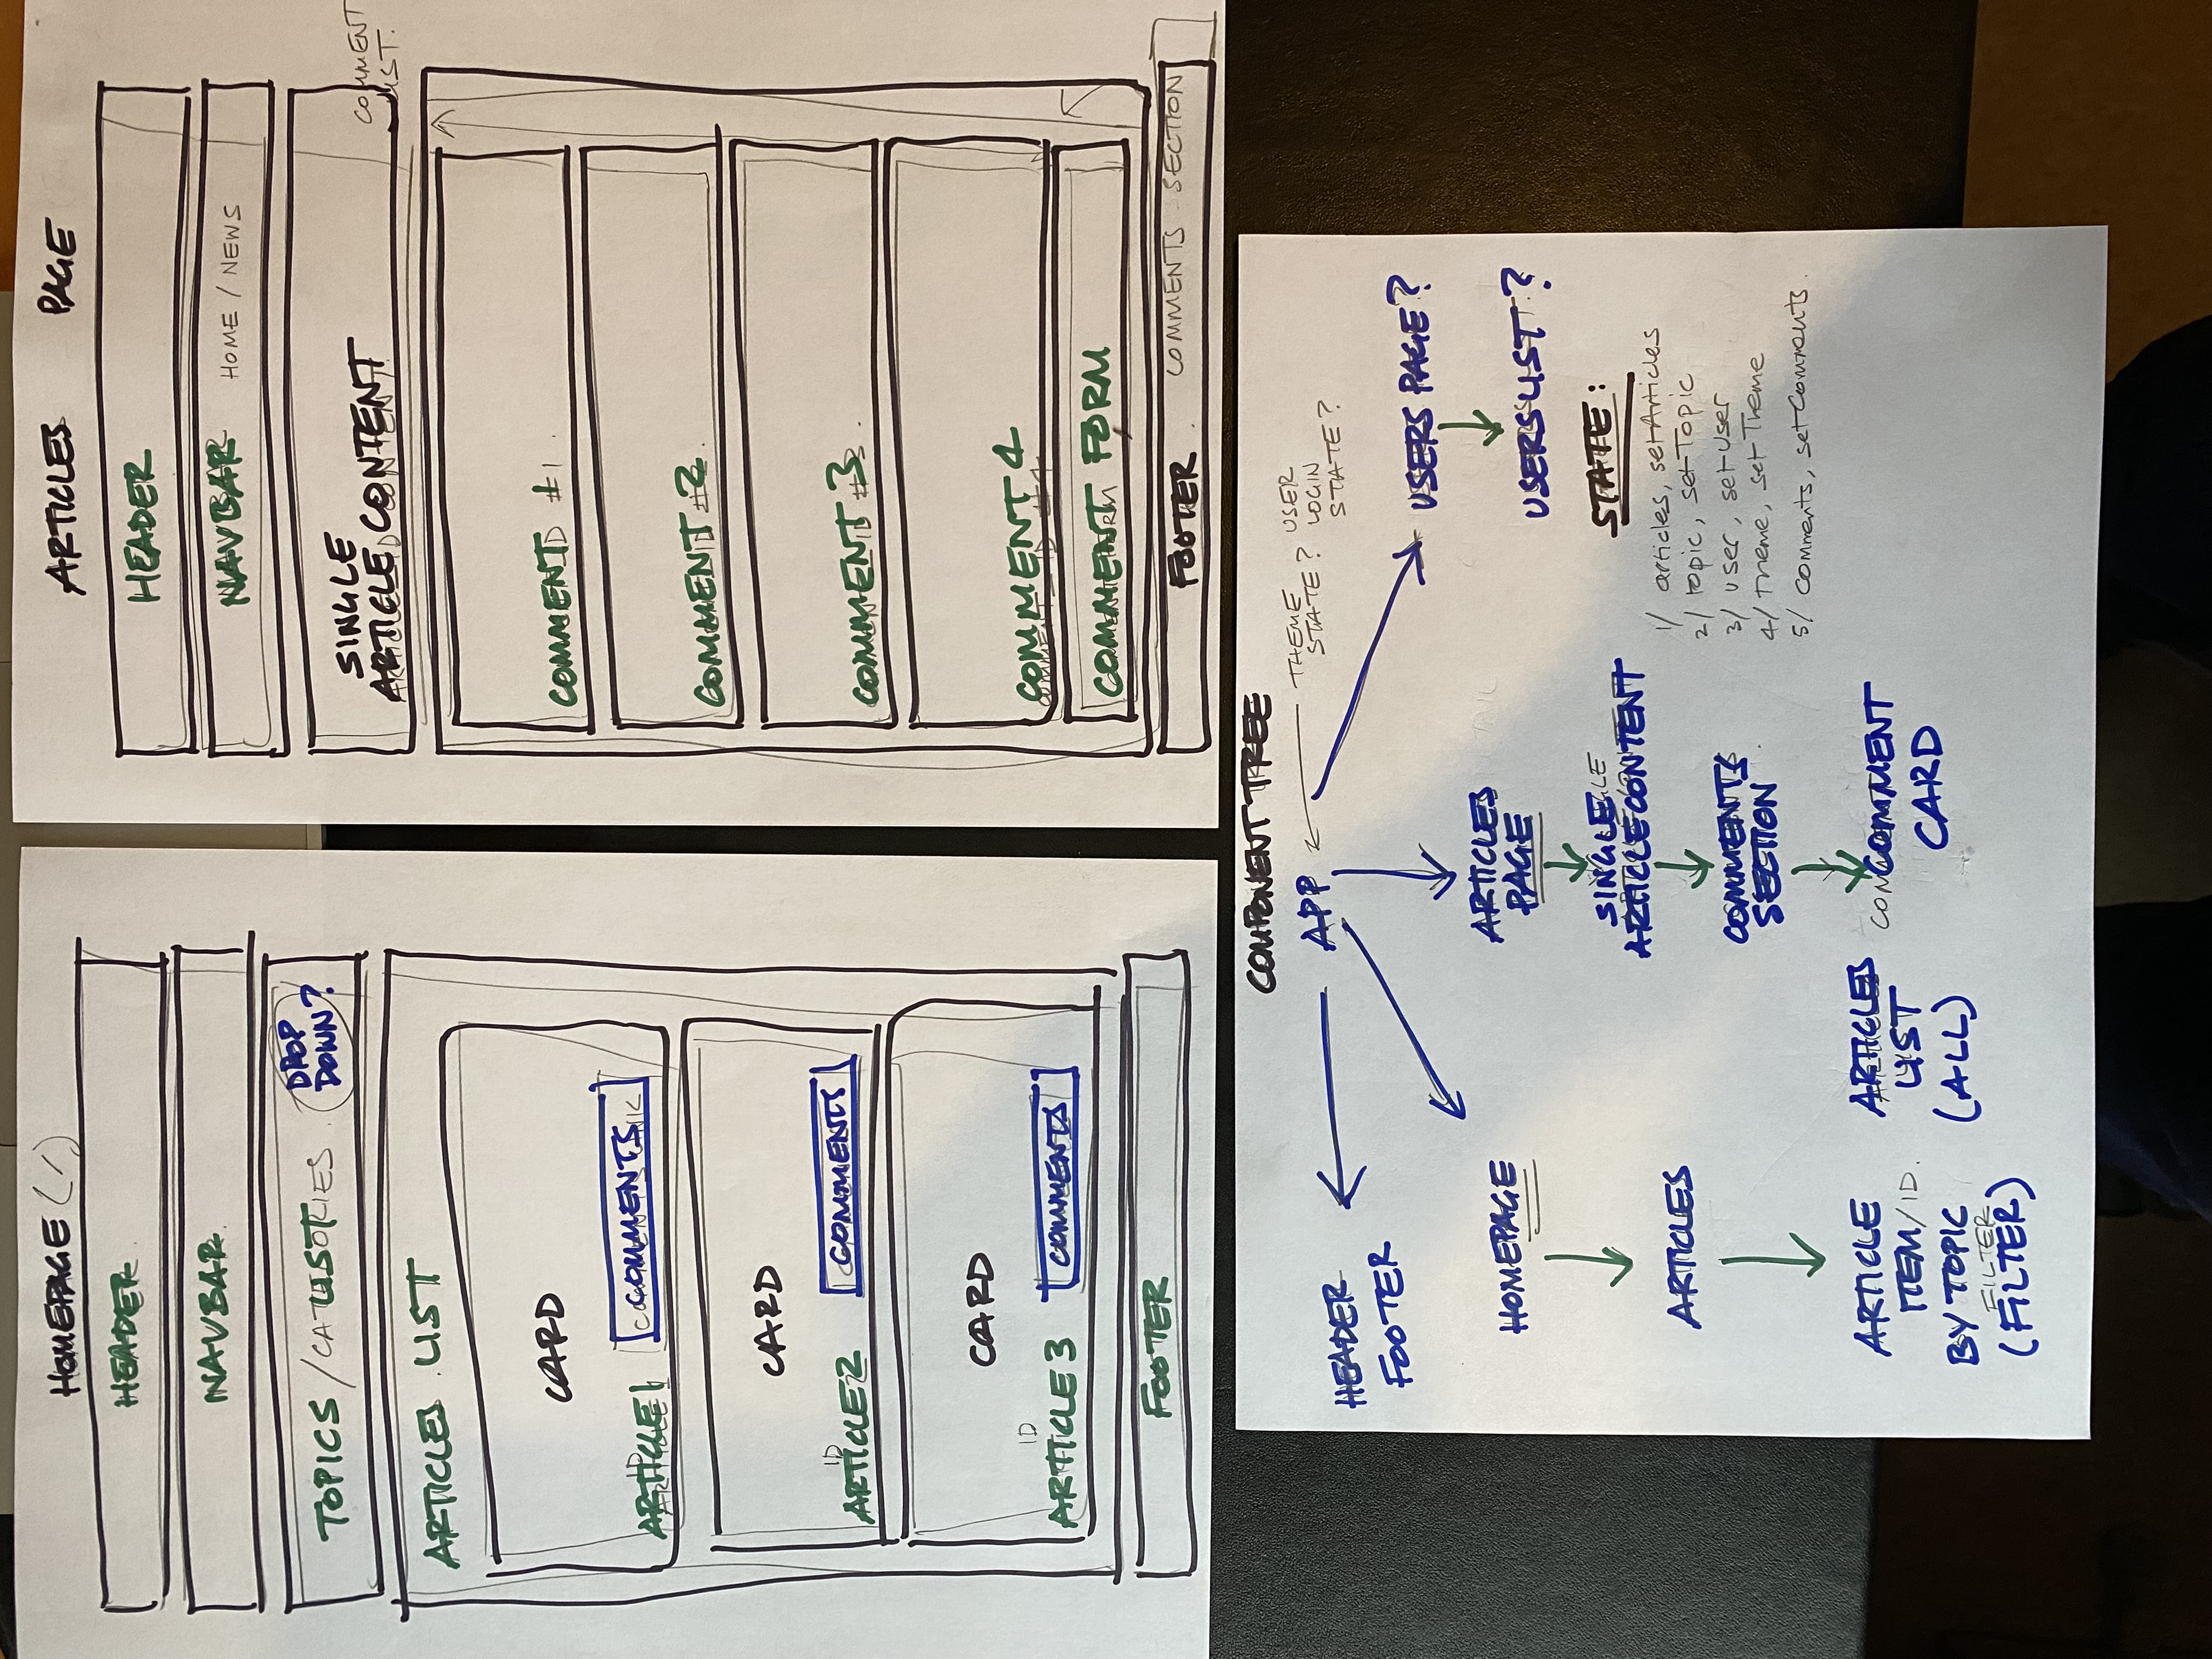 HOMEPAGE (/)
HEADER
NAVBAR
TOPICS / CATEGORIES LIST
DROP
DOWN?
ARTICLES LIST
CARD
ID
ARTICLE 1
COMMENTS
CARD
ID
ARTICLE 2
COMMENTS
CARD
ID
ARTICLE 3
COMMENTS
FOOTER
ARTICLES PAGE
HEADER
NAVBAR HOME / NEWS
SINGLE
ARTICLE CONTENT
COMMENT
LIST.
COMMENT 1 #1
COMMENT 2
COMMENT 3
COMMENT 4
COMMENT FORM
FOOTER COMMENTS SECTION
COMPONENT TREE
APP
THEME
STATE?
USER
LOGIN
STATE?
HEADER
FOOTER
HOMEPAGE
ARTICLES
ARTICLE
ITEM / ID.
BY TOPIC
FILTER
(FILTER)
ARTICLES
LIST
(ALL)
ARTICLES
PAGE
SINGLE
ARTICLE CONTENT
COMMENTS
SECTION
COMMENT
CARD
USERS PAGE?
USERS LIST?
STATE:
1/ articles, setArticles
2/ topic, setTopic
3/ user, setUser
4/ Theme, setTheme
5/ comments, setComments.